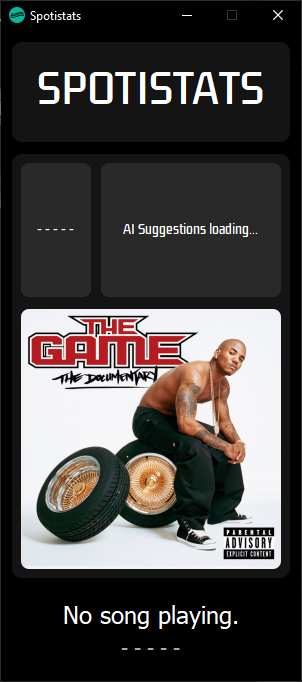 Spotistats
SPOTISTATS
-----
AI Suggestions loading...
THE
GAME
THE DOCUMENTARY
PARENTAL
ADVISORY
EXPLICIT CONTENT
No song playing.
-----